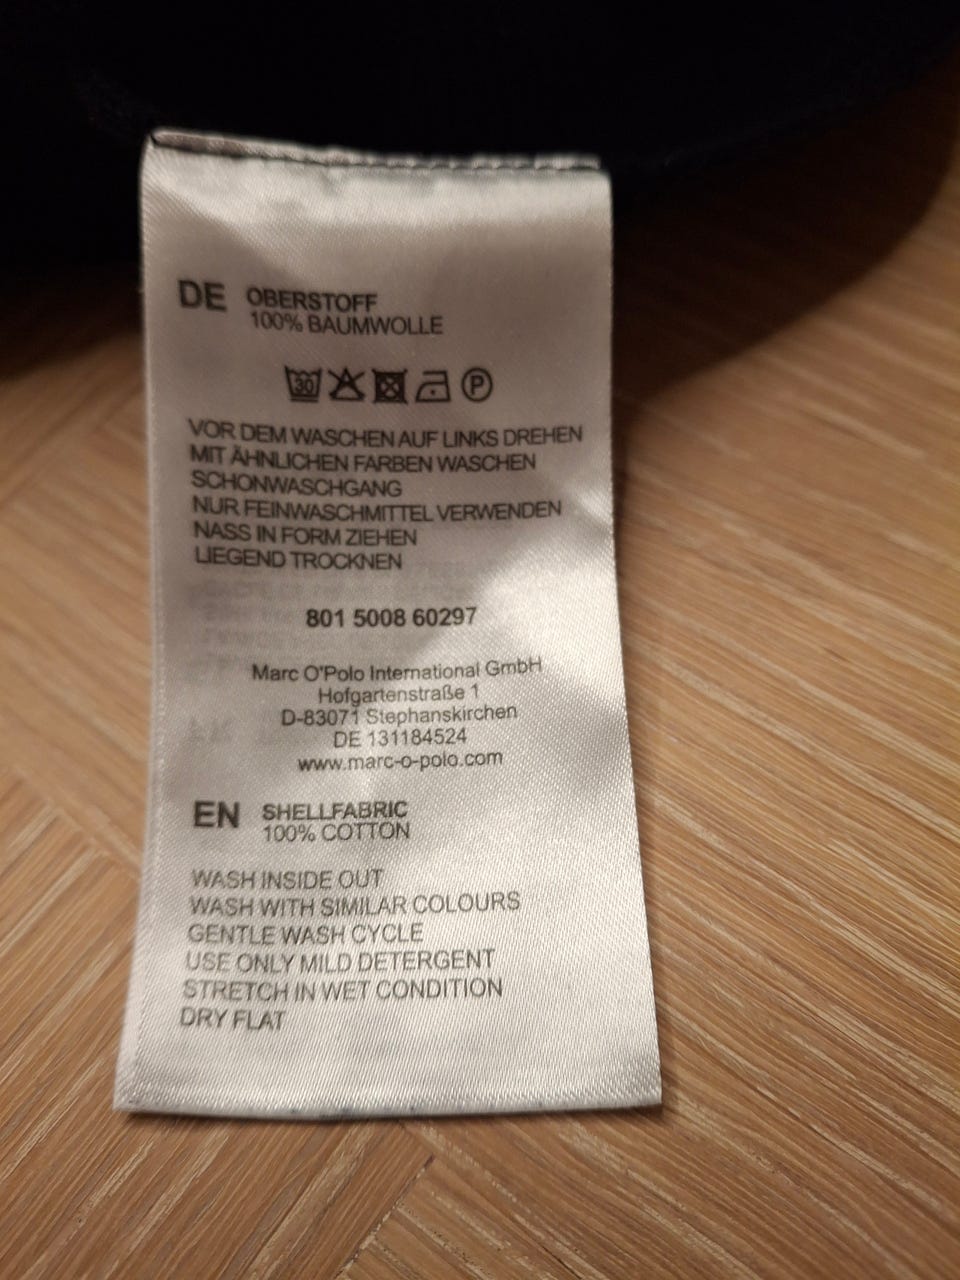 DE OBERSTOFF
100% BAUMWOLLE
30 P
VOR DEM WASCHEN AUF LINKS DREHEN
MIT ÄHNLICHEN FARBEN WASCHEN
SCHONWASCHGANG
NUR FEINWASCHMITTEL VERWENDEN
NASS IN FORM ZIEHEN
LIEGEND TROCKNEN
801 5008 60297
Marc O'Polo International GmbH
Hofgartenstraße 1
D-83071 Stephanskirchen
DE 131184524
www.marc-o-polo.com
EN SHELLFABRIC
100% COTTON
WASH INSIDE OUT
WASH WITH SIMILAR COLOURS
GENTLE WASH CYCLE
USE ONLY MILD DETERGENT
STRETCH IN WET CONDITION
DRY FLAT